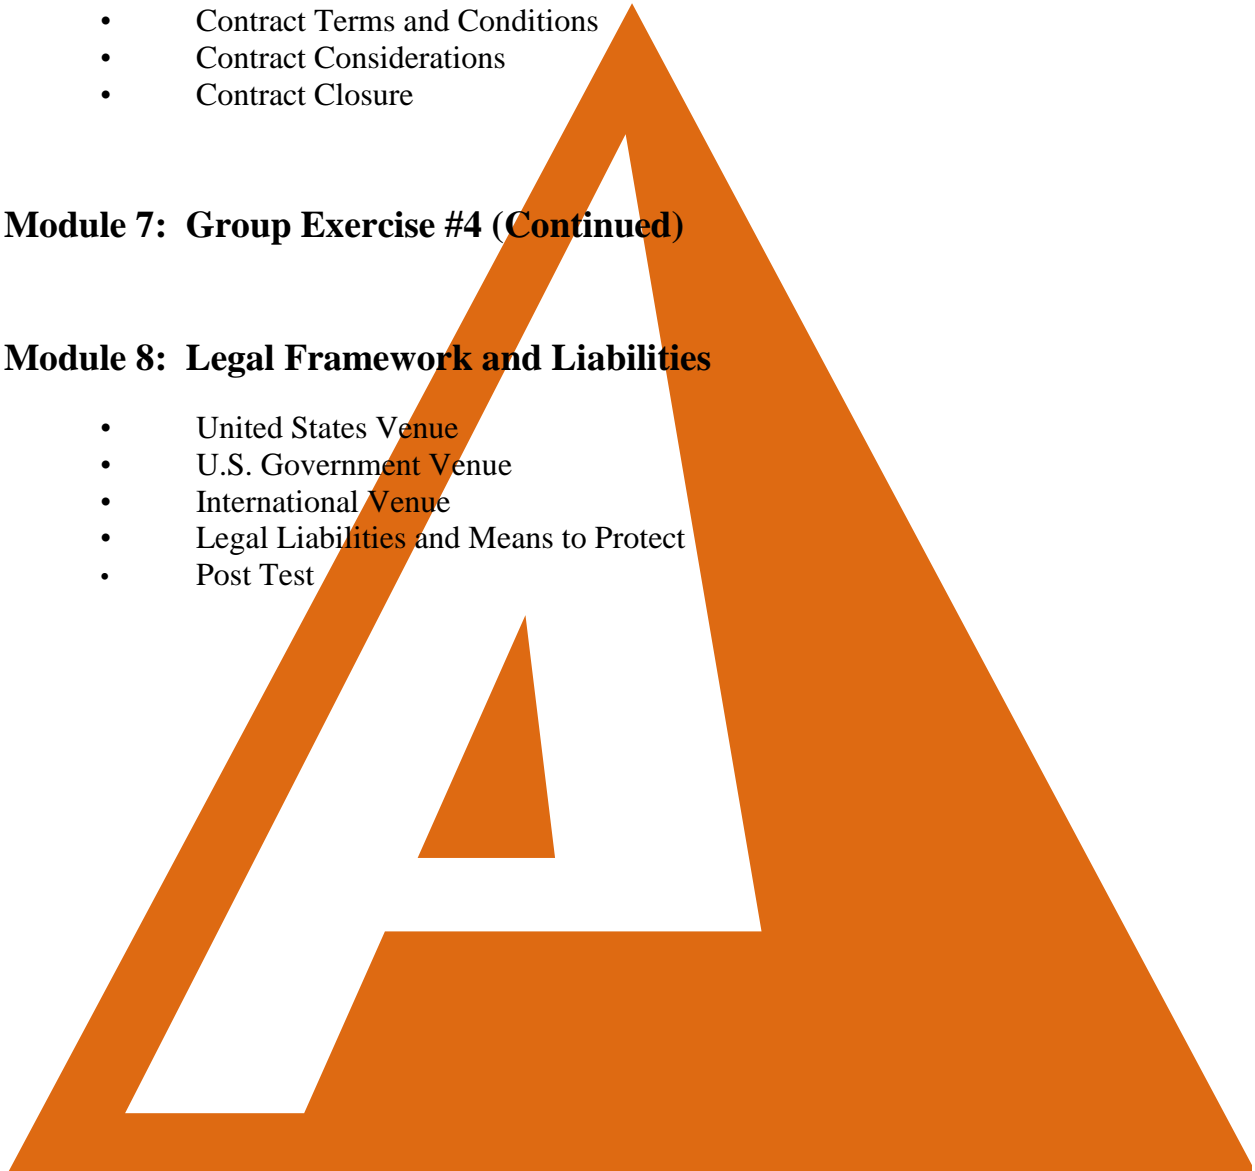 • Contract Terms and Conditions
• Contract Considerations
• Contract Closure
Module 7: Group Exercise #4 (Continued)
Module 8: Legal Framework and Liabilities
• United States Venue
• U.S. Government Venue
• International Venue
• Legal Liabilities and Means to Protect
• Post Test